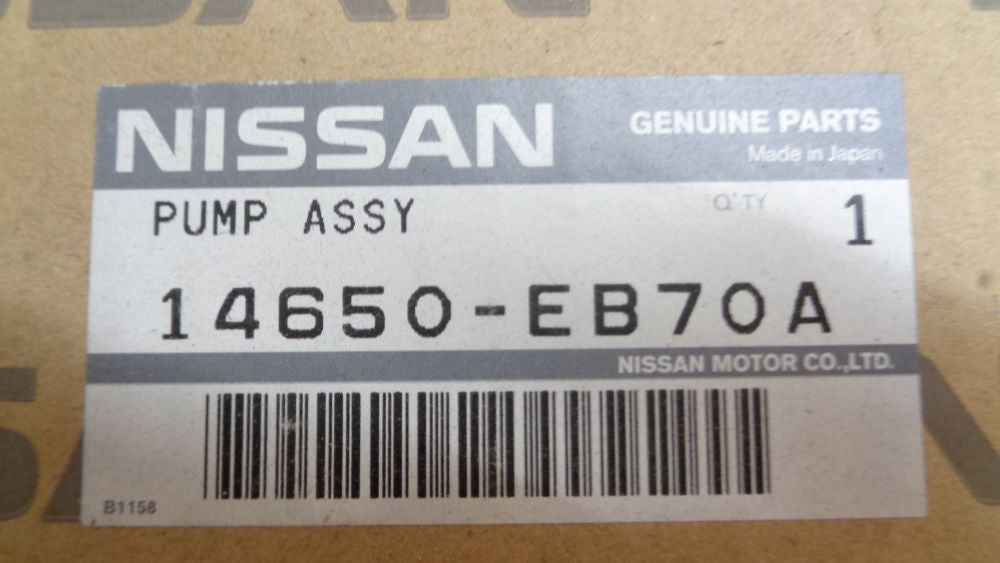 NISSAN
GENUINE PARTS
Made in Japan
PUMP ASSY
Q'TY 1
14650-EB70A
NISSAN MOTOR CO.,LTD.
B1158